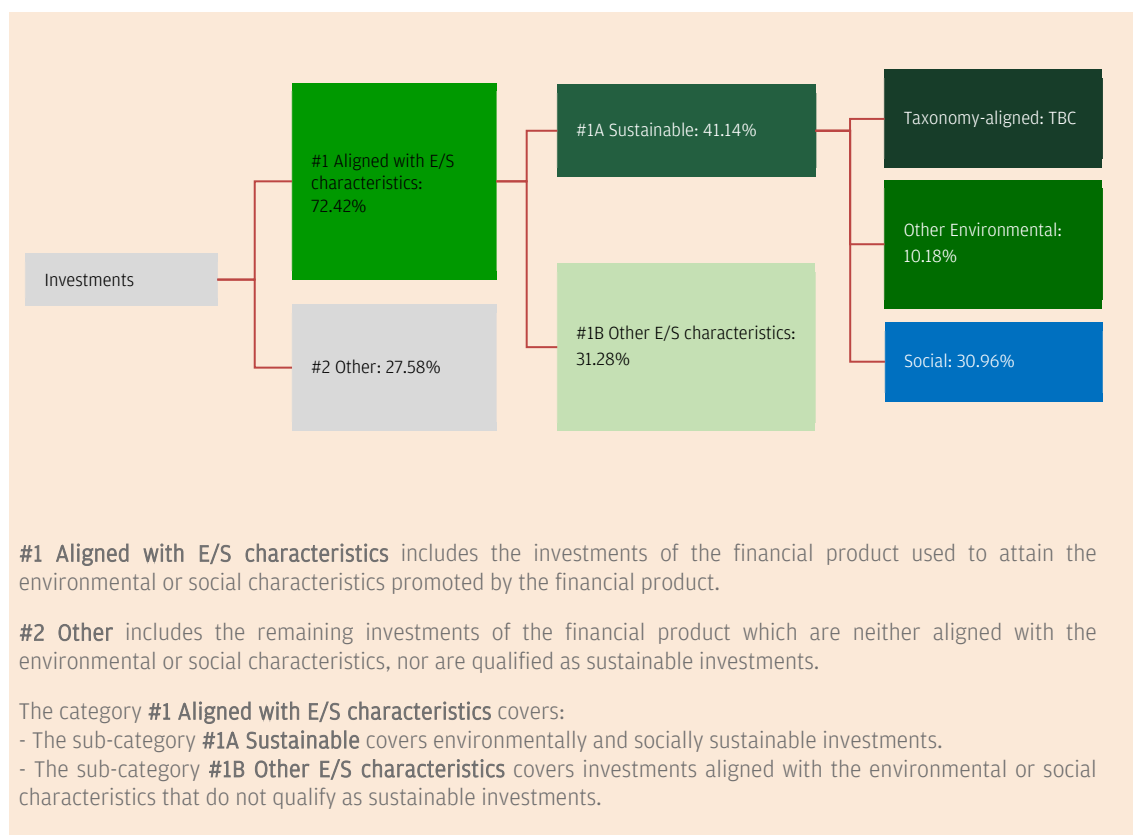 Investments
#1 Aligned with E/S
characteristics:
72.42%
#2 Other: 27.58%
#1A Sustainable: 41.14%
#1B Other E/S characteristics:
31.28%
Taxonomy-aligned: TBC
Other Environmental:
10.18%
Social: 30.96%
#1 Aligned with E/S characteristics includes the investments of the financial product used to attain the
environmental or social characteristics promoted by the financial product.
#2 Other includes the remaining investments of the financial product which are neither aligned with the
environmental or social characteristics, nor are qualified as sustainable investments.
The category #1 Aligned with E/S characteristics covers:
- The sub-category #1A Sustainable covers environmentally and socially sustainable investments.
- The sub-category #1B Other E/S characteristics covers investments aligned with the environmental or social
characteristics that do not qualify as sustainable investments.